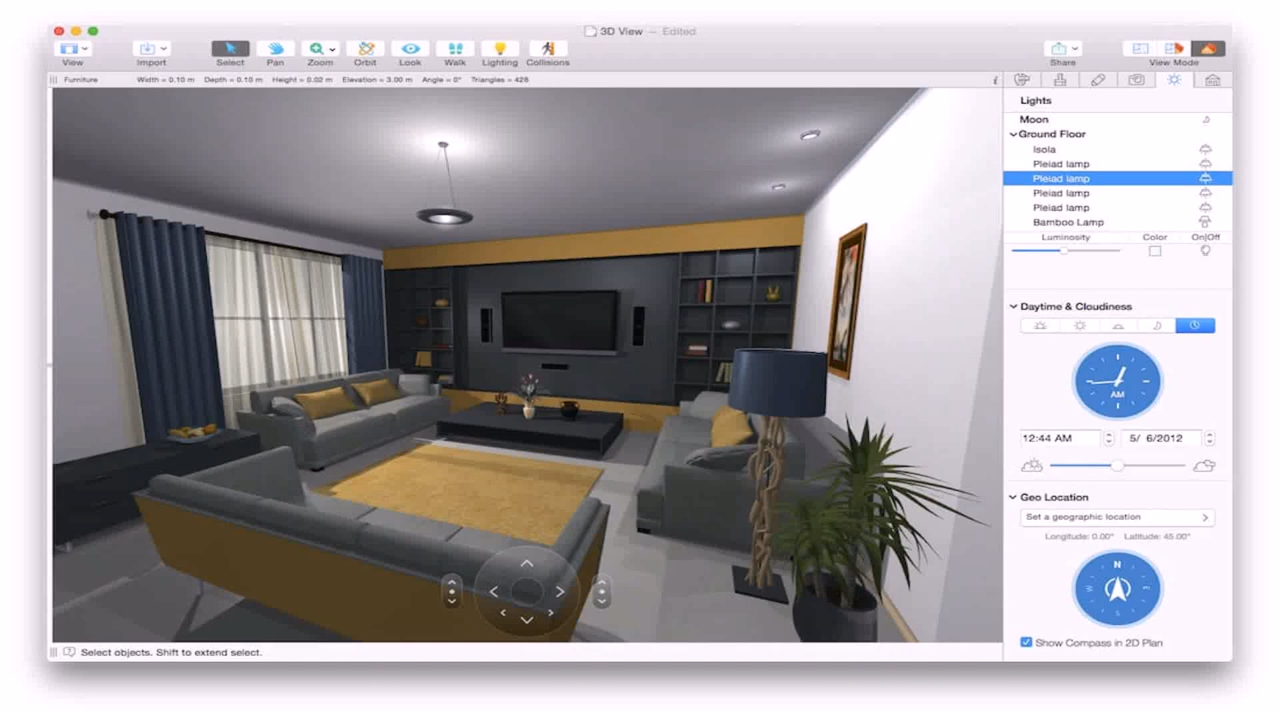 3D View — Edited
View Import Select Pan Zoom Orbit Look Walk Lighting Collisions Share View Mode
Furniture Width = 0.10 m Depth = 0.10 m Height = 0.02 m Elevation = 3.00 m Angle = 0° Triangles = 428
Lights
Moon
Ground Floor
Isola
Pleiad lamp
Pleiad lamp
Pleiad lamp
Pleiad lamp
Bamboo Lamp
Luminosity Color On|Off
Daytime & Cloudiness
AM
12:44 AM 5/ 6/2012
Geo Location
Set a geographic location
Longitude: 0.00° Latitude: 45.00°
N
W E
S
Show Compass in 2D Plan
Select objects. Shift to extend select.